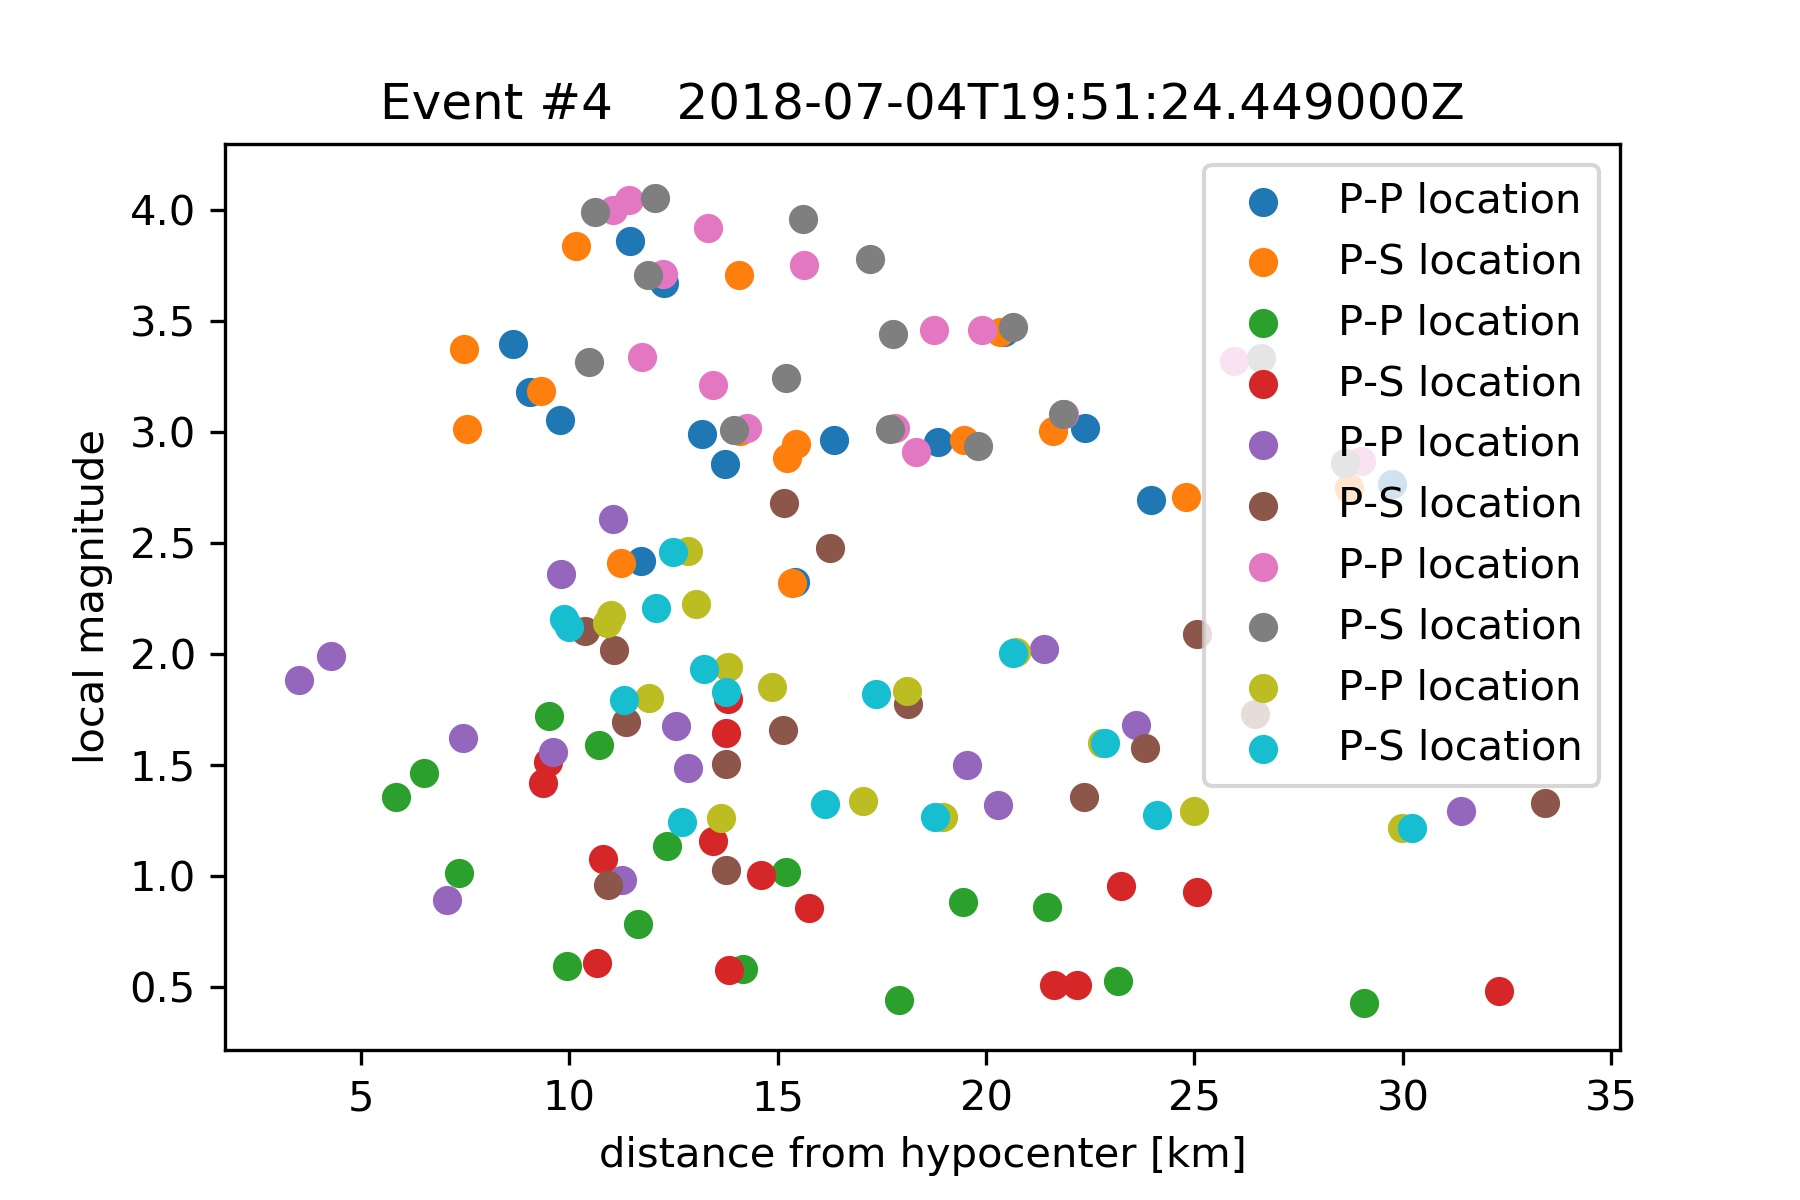 Event #4    2018-07-04T19:51:24.449000Z
4.0
3.5
3.0
2.5
2.0
1.5
1.0
0.5
local magnitude
P-P location
P-S location
P-P location
P-S location
P-P location
P-S location
P-P location
P-S location
P-P location
P-S location
5 10 15 20 25 30 35
distance from hypocenter [km]